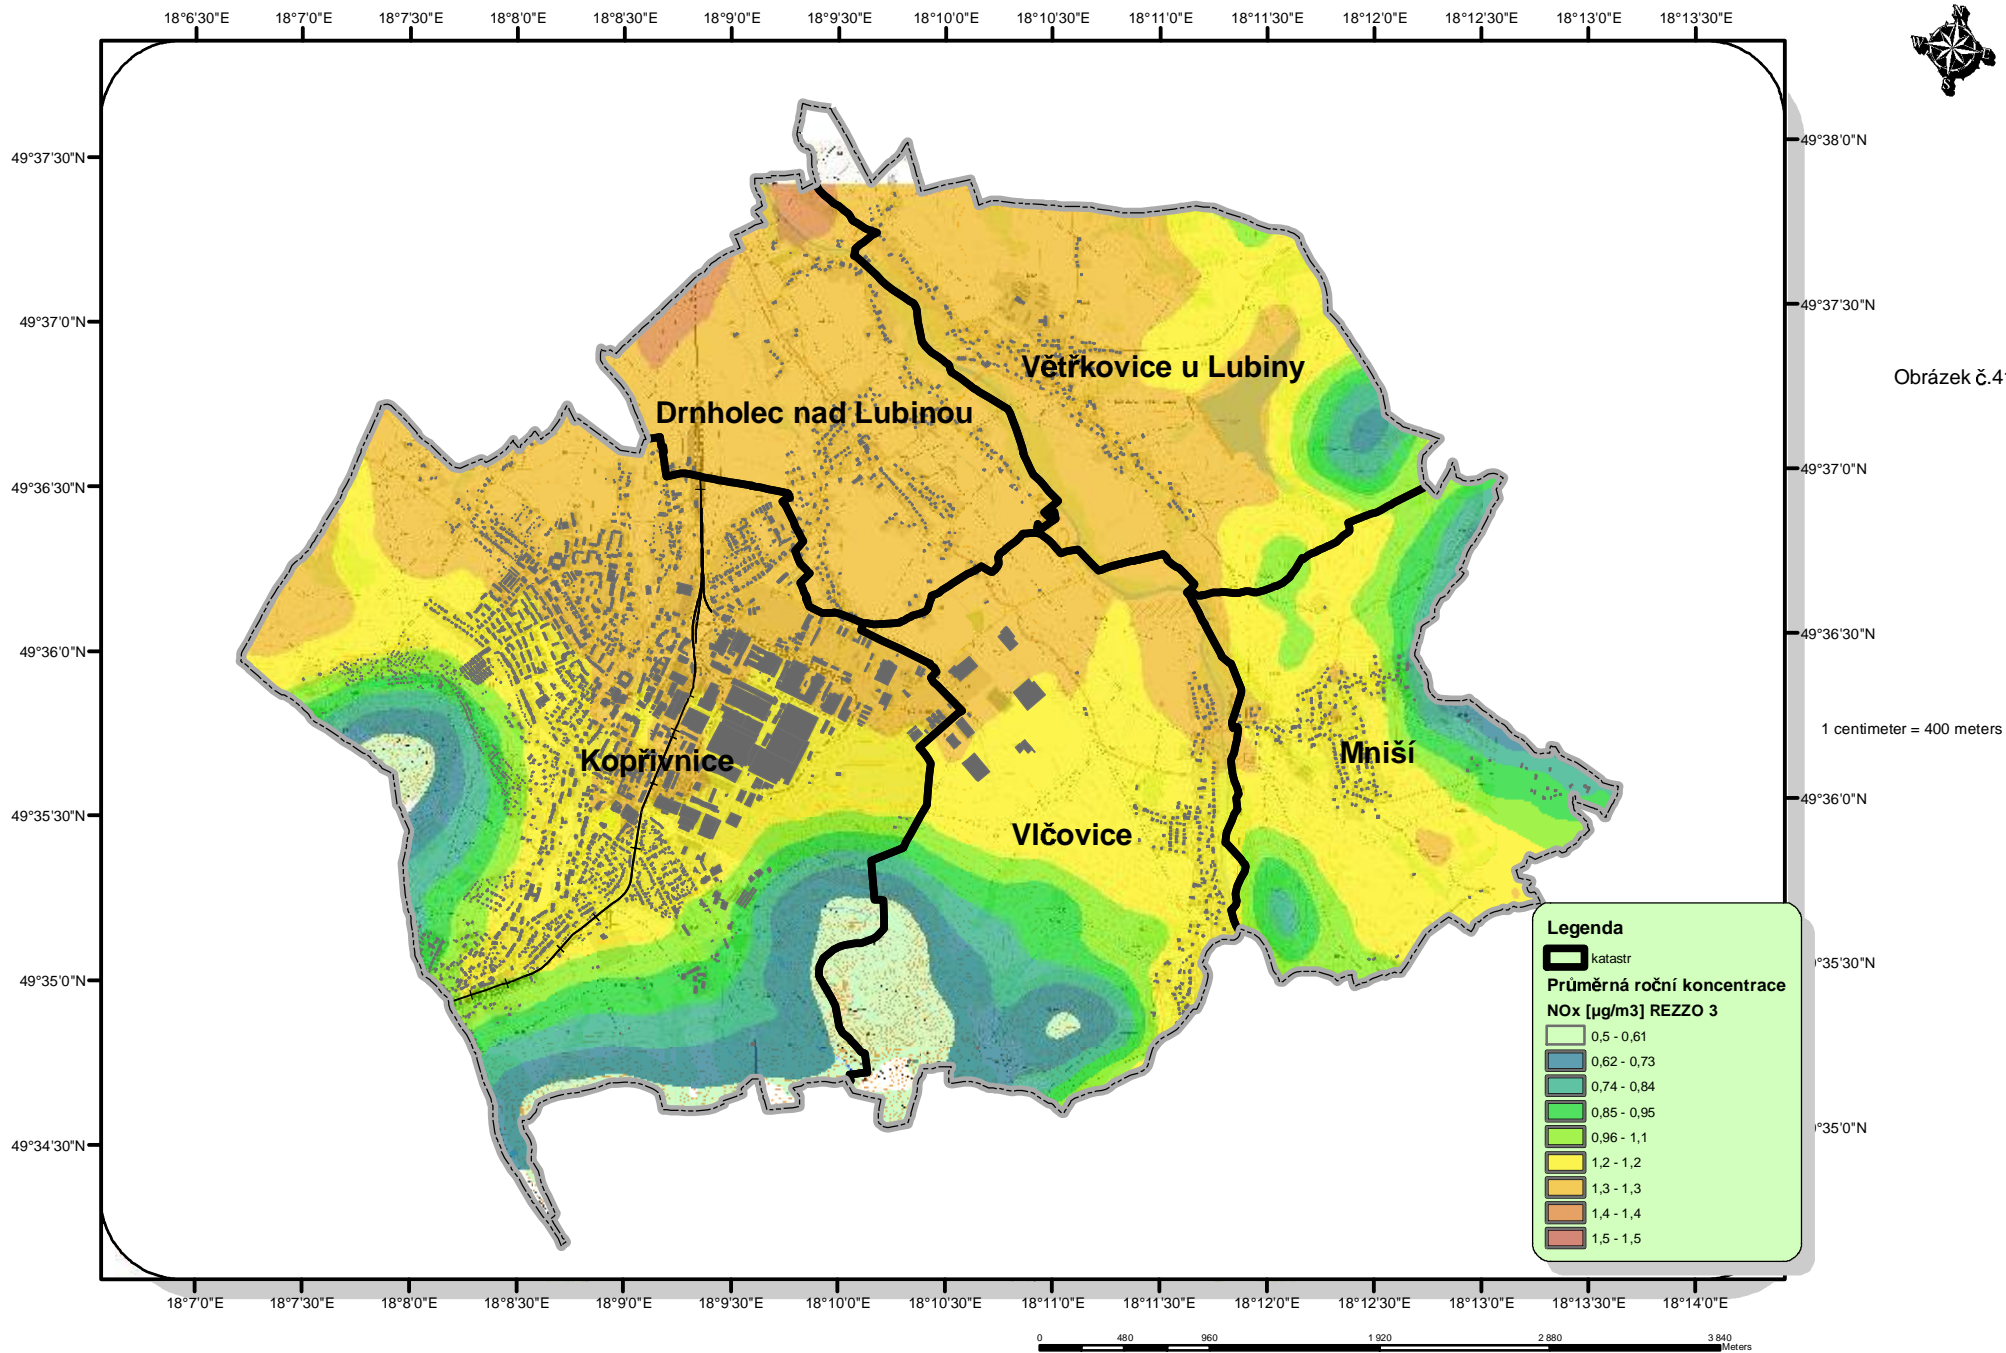 18°6'30"E 18°7'0"E 18°7'30"E 18°8'0"E 18°8'30"E 18°9'0"E 18°9'30"E 18°10'0"E 18°10'30"E 18°11'0"E 18°11'30"E 18°12'0"E 18°12'30"E 18°13'0"E 18°13'30"E
49°37'30"N
49°37'0"N
49°36'30"N
49°36'0"N
49°35'30"N
49°35'0"N
49°34'30"N
49°38'0"N
49°37'30"N
49°37'0"N
49°36'30"N
49°36'0"N
°35'30"N
°35'0"N
Obrázek č.4
1 centimeter = 400 meters
Větřkovice u Lubiny
Drnholec nad Lubinou
Kopřivnice
Mniší
Vlčovice
Legenda
katastr
Průměrná roční koncentrace
NOx [µg/m3] REZZO 3
0,5 - 0,61
0,62 - 0,73
0,74 - 0,84
0,85 - 0,95
0,96 - 1,1
1,2 - 1,2
1,3 - 1,3
1,4 - 1,4
1,5 - 1,5
18°7'0"E 18°7'30"E 18°8'0"E 18°8'30"E 18°9'0"E 18°9'30"E 18°10'0"E 18°10'30"E 18°11'0"E 18°11'30"E 18°12'0"E 18°12'30"E 18°13'0"E 18°13'30"E 18°14'0"E
0 480 960 1 920 2 880 3 840
Meters